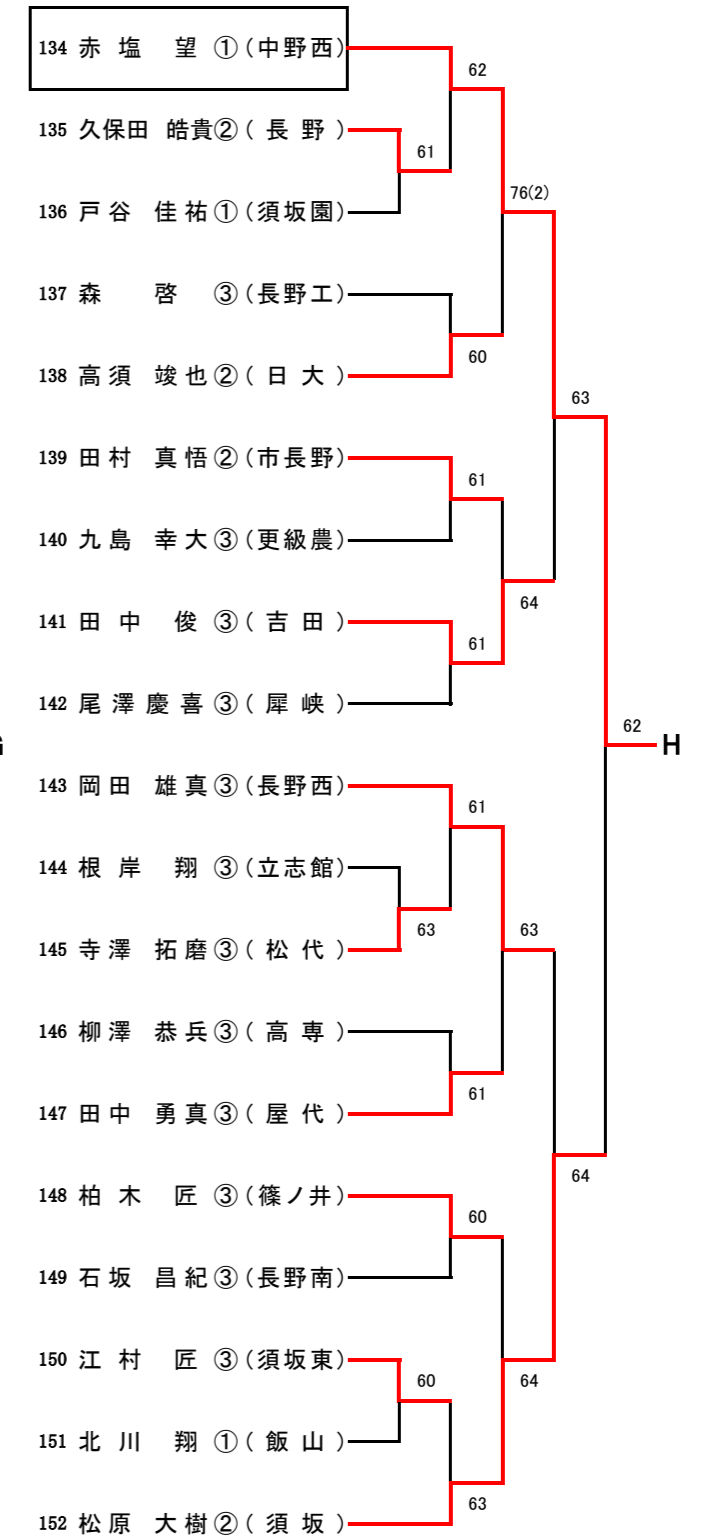 134 赤塩 望 ①(中野西)
62
135 久保田 皓貴②(長野)
61
76(2)
136 戸谷 佳祐①(須坂園)
137 森 啓 ③(長野工)
60
138 高須 竣也②(日大)
63
139 田村 真悟②(市長野)
61
140 九島 幸大③(更級農)
64
141 田中 俊 ③(吉田)
61
142 尾澤慶喜③(犀峡)
62
H
143 岡田 雄真③(長野西)
61
144 根岸 翔 ③(立志館)
63
63
145 寺澤 拓磨③(松代)
146 柳澤 恭兵③(高専)
61
147 田中 勇真③(屋代)
64
148 柏木 匠 ③(篠ノ井)
60
149 石坂 昌紀③(長野南)
150 江村 匠 ③(須坂東)
60
64
151 北川 翔 ①(飯山)
63
152 松原 大樹②(須坂)